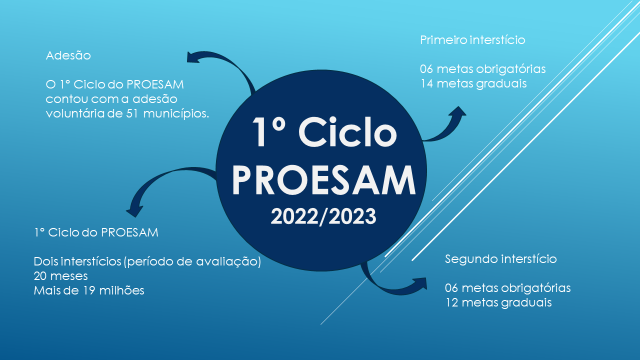 Adesão
O 1º Ciclo do PROESAM
contou com a adesão
voluntária de 51 municípios.
Primeiro interstício
06 metas obrigatórias
14 metas graduais
1º Ciclo
PROESAM
2022/2023
1º Ciclo do PROESAM
Dois interstícios (período de avaliação)
20 meses
Mais de 19 milhões
Segundo interstício
06 metas obrigatórias
12 metas graduais